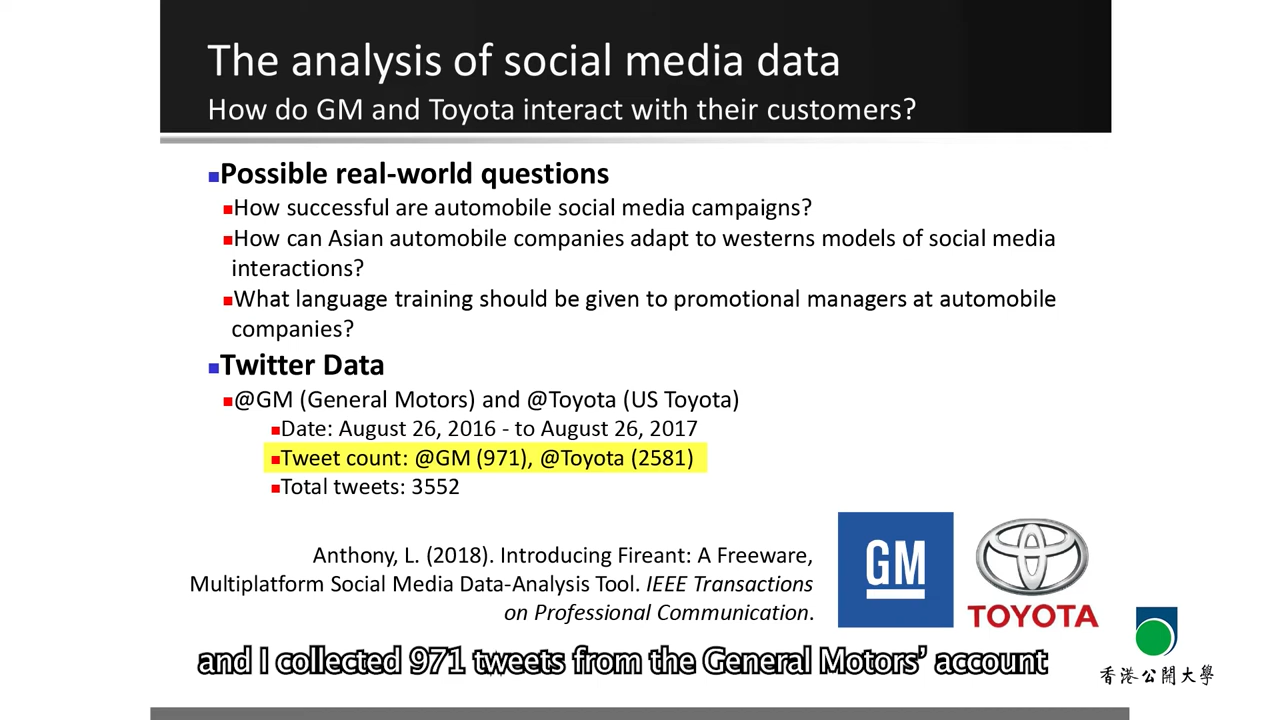 The analysis of social media data
How do GM and Toyota interact with their customers?
Possible real-world questions
How successful are automobile social media campaigns?
How can Asian automobile companies adapt to westerns models of social media
interactions?
What language training should be given to promotional managers at automobile
companies?
Twitter Data
@GM (General Motors) and @Toyota (US Toyota)
Date: August 26, 2016 - to August 26, 2017
Tweet count: @GM (971), @Toyota (2581)
Total tweets: 3552
Anthony, L. (2018). Introducing Fireant: A Freeware,
Multiplatform Social Media Data-Analysis Tool. IEEE Transactions
on Professional Communication.
GM
TOYOTA
and I collected 971 tweets from the General Motors' account
香港公開大學